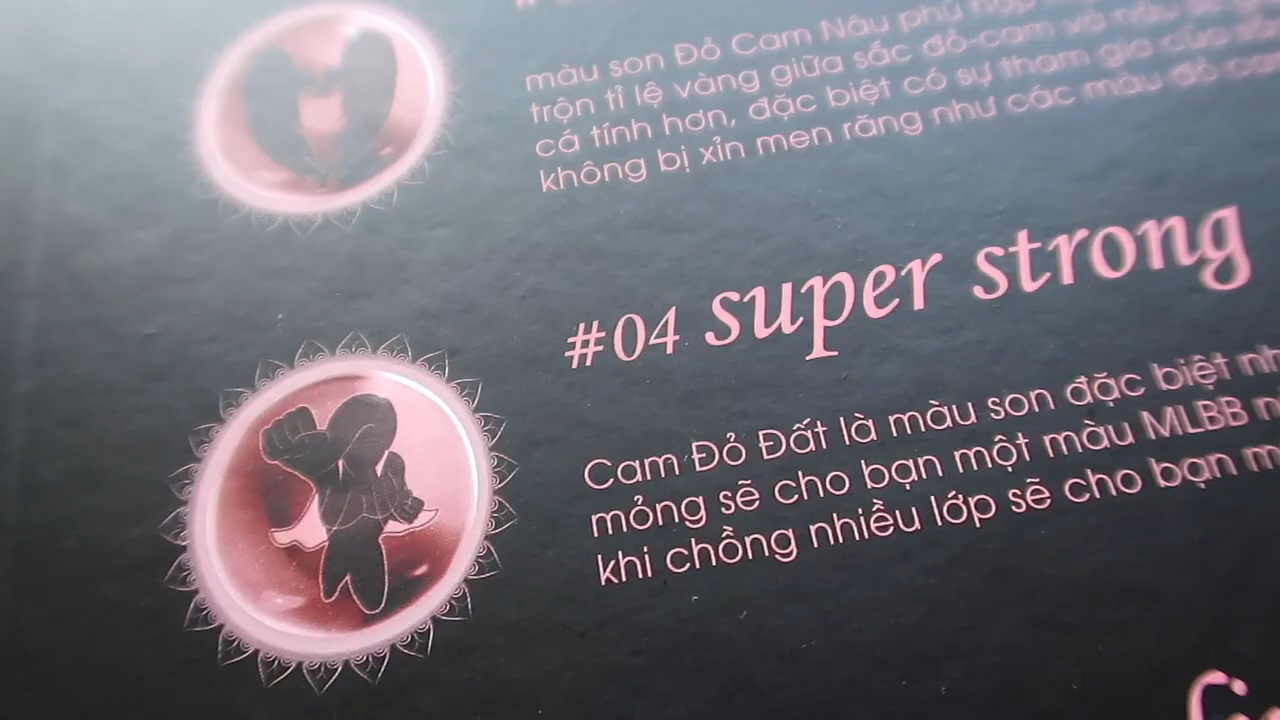 màu son Đỏ Cam Nâu phù hợp
trộn tỉ lệ vàng giữa sắc đỏ-cam và nâu
cá tính hơn, đặc biệt có sự tham gia của
không bị xỉn men răng như các màu đỏ cam
#04 super strong
Cam Đỏ Đất là màu son đặc biệt
mỏng sẽ cho bạn một màu MLBB
khi chồng nhiều lớp sẽ cho bạn